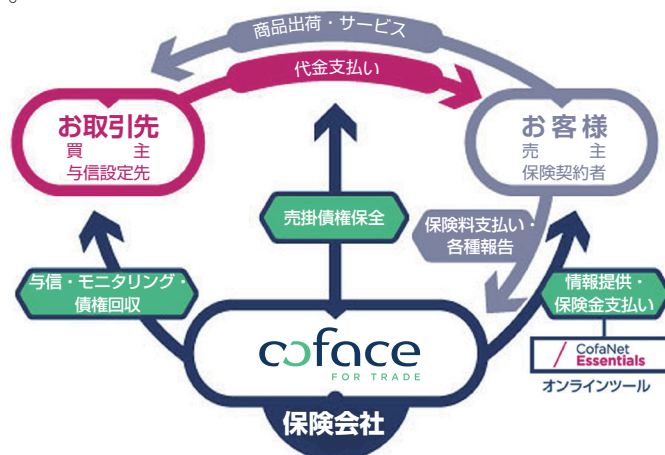 。
商品出荷・サービス
代金支払い
お取引先
買 主
与信設定先
お客様
売 主
保険契約者
売掛債権保全
保険料支払い・
各種報告
与信・モニタリング・
債権回収
情報提供・
保険金支払い
coface
FOR TRADE
CofaNet
Essentials
オンラインツール
保険会社